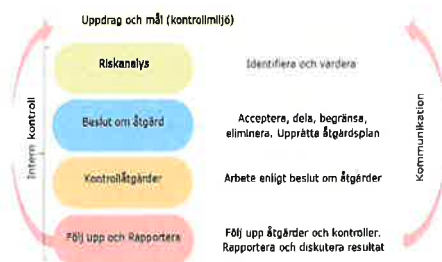 Uppdrag och mål (kontrollmiljö)
Riskanalys
Identifiera och värdera
Beslut om åtgärd
Acceptera, dela, begränsa,
eliminera. Upprätta åtgärdsplan
Kontrollåtgärder
Arbete enligt beslut om åtgärder
Följ upp och Rapportera
Följ upp åtgärder och kontroller.
Rapportera och diskutera resultat
Intern kontroll
Kommunikation